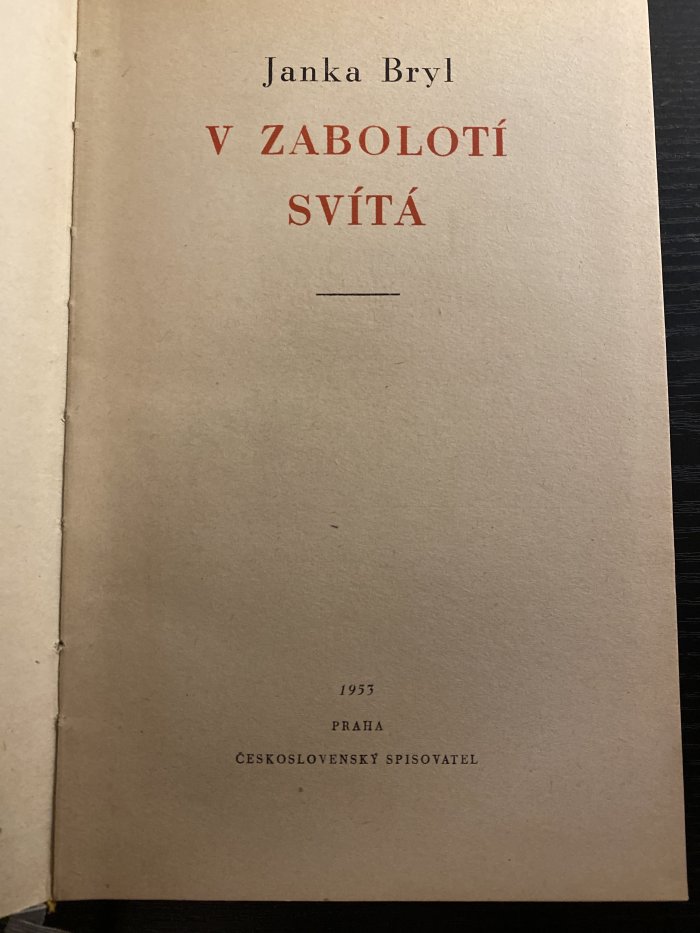 Janka Bryl
V ZABOLOTÍ
SVÍTÁ
1953
PRAHA
ČESKOSLOVENSKÝ SPISOVATEL